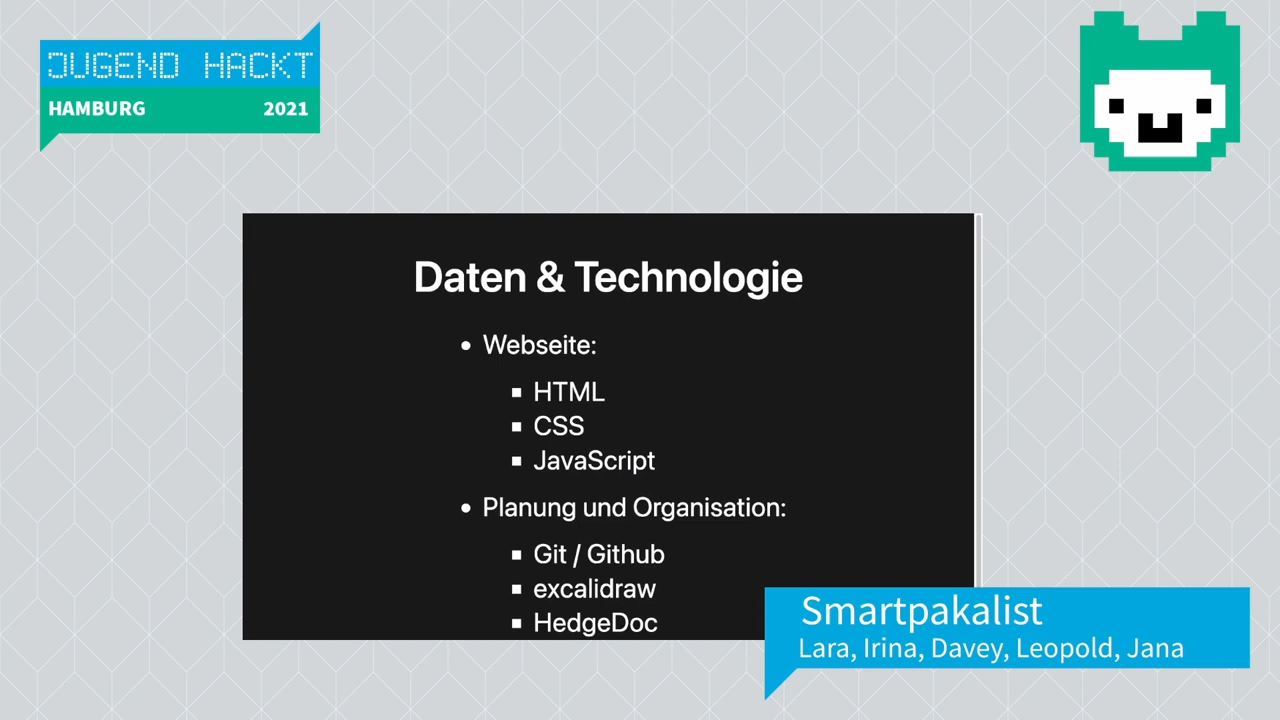 JUGEND HACKT
HAMBURG 2021
Daten & Technologie
Webseite:
HTML
CSS
JavaScript
Planung und Organisation:
Git / Github
excalidraw
HedgeDoc
Smartpakalist
Lara, Irina, Davey, Leopold, Jana